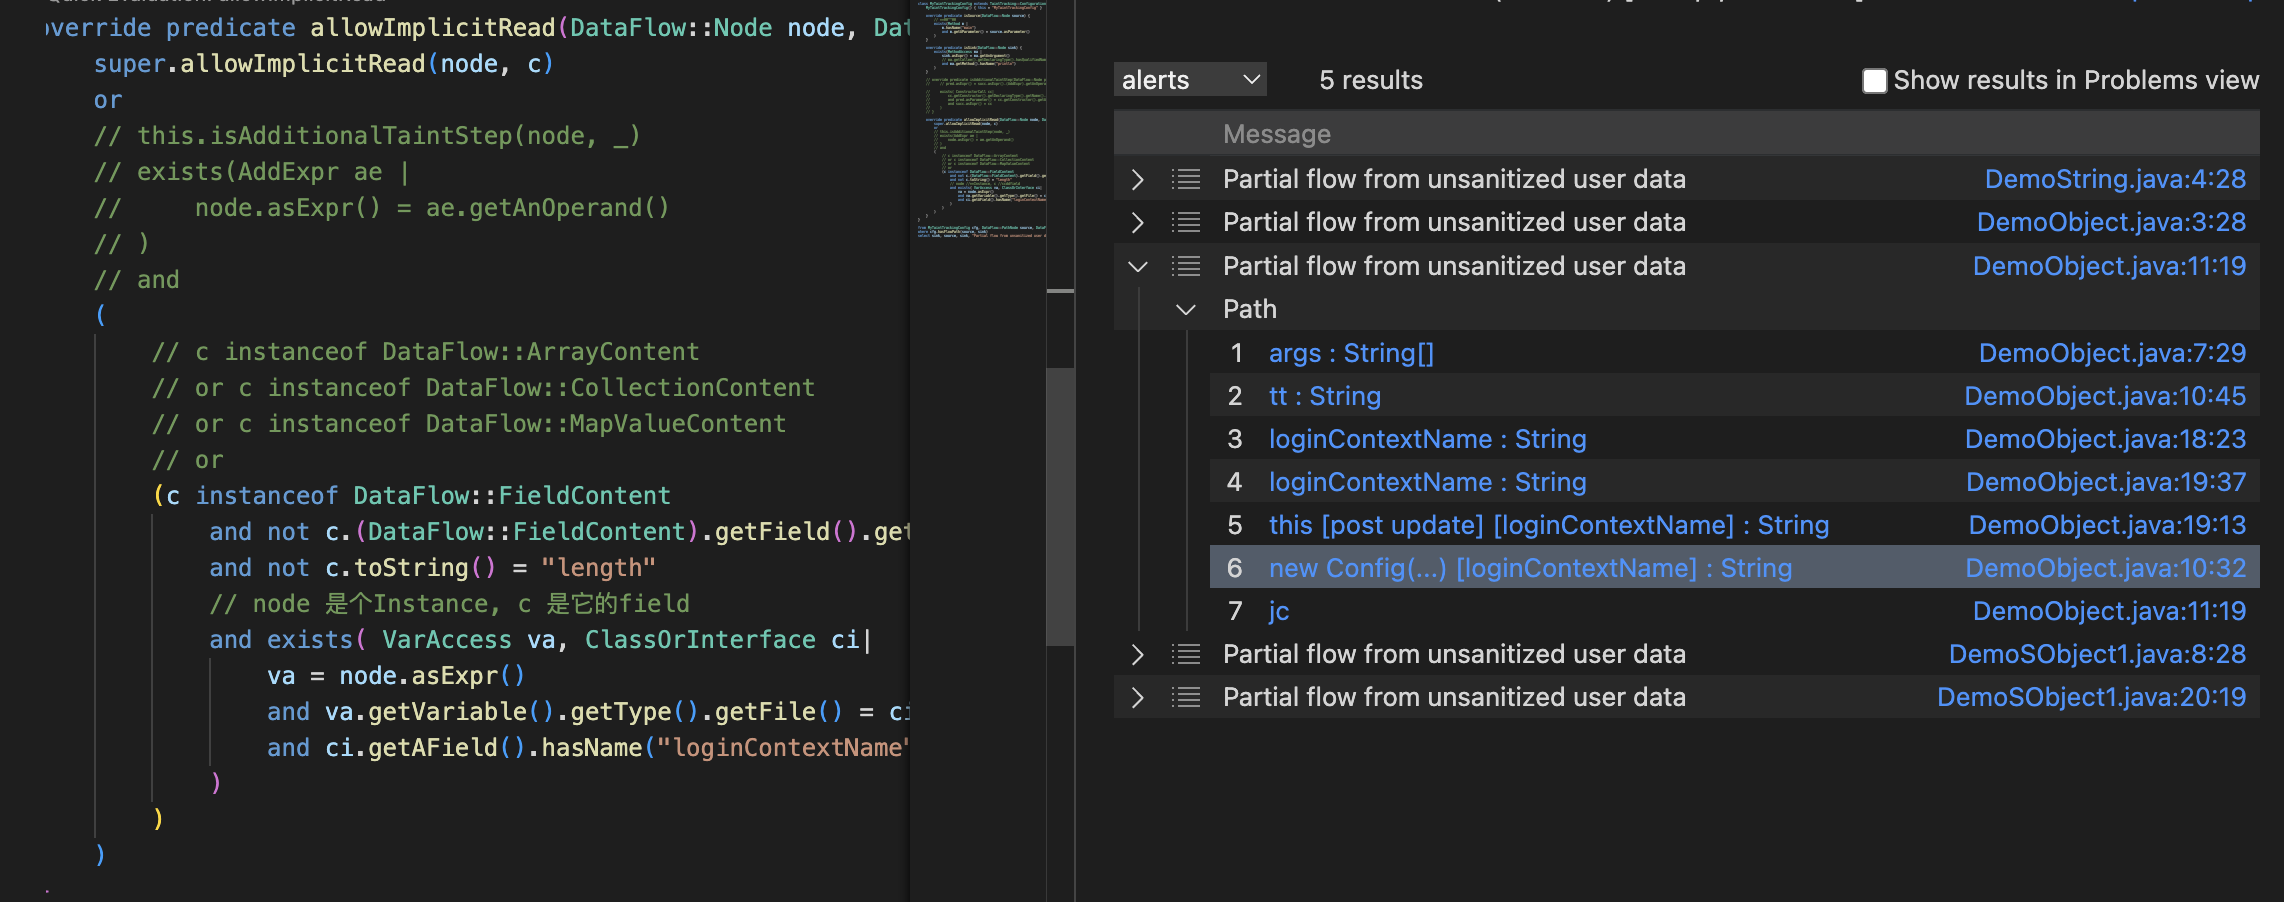 override predicate allowImplicitRead(DataFlow::Node node, Dat
super.allowImplicitRead(node, c)
or
// this.isAdditionalTaintStep(node, _)
// exists(AddExpr ae |
//     node.asExpr() = ae.getAnOperand()
// )
// and
(
// c instanceof DataFlow::ArrayContent
// or c instanceof DataFlow::CollectionContent
// or c instanceof DataFlow::MapValueContent
// or
(c instanceof DataFlow::FieldContent
and not c.(DataFlow::FieldContent).getField().get
and not c.toString() = "length"
// node 是个Instance, c 是它的field
and exists( VarAccess va, ClassOrInterface ci|
va = node.asExpr()
and va.getVariable().getType().getFile() = ci
and ci.getAField().hasName("loginContextName"
)
)
)
alerts
5 results
Show results in Problems view
Message
Partial flow from unsanitized user data DemoString.java:4:28
Partial flow from unsanitized user data DemoObject.java:3:28
Partial flow from unsanitized user data DemoObject.java:11:19
Path
1 args : String[] DemoObject.java:7:29
2 tt : String DemoObject.java:10:45
3 loginContextName : String DemoObject.java:18:23
4 loginContextName : String DemoObject.java:19:37
5 this [post update] [loginContextName] : String DemoObject.java:19:13
6 new Config(...) [loginContextName] : String DemoObject.java:10:32
7 jc DemoObject.java:11:19
Partial flow from unsanitized user data DemoSObject1.java:8:28
Partial flow from unsanitized user data DemoSObject1.java:20:19